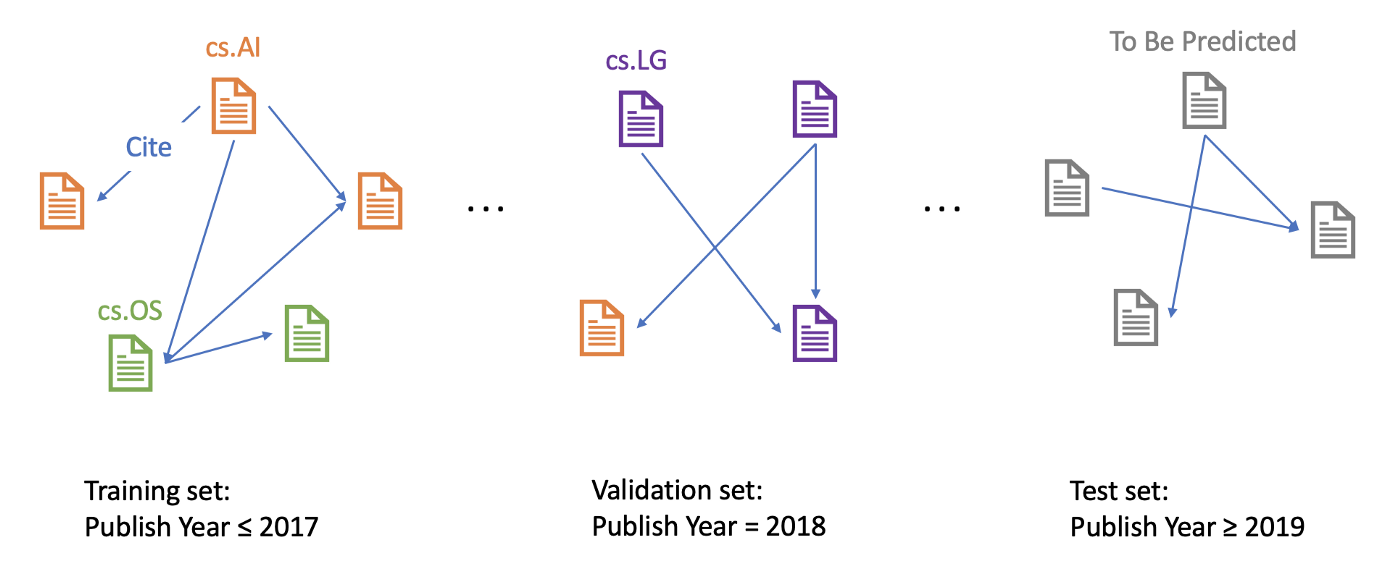 cs.AI
Cite
cs.OS
...
cs.LG
...
To Be Predicted
Training set:
Publish Year ≤ 2017
Validation set:
Publish Year = 2018
Test set:
Publish Year ≥ 2019